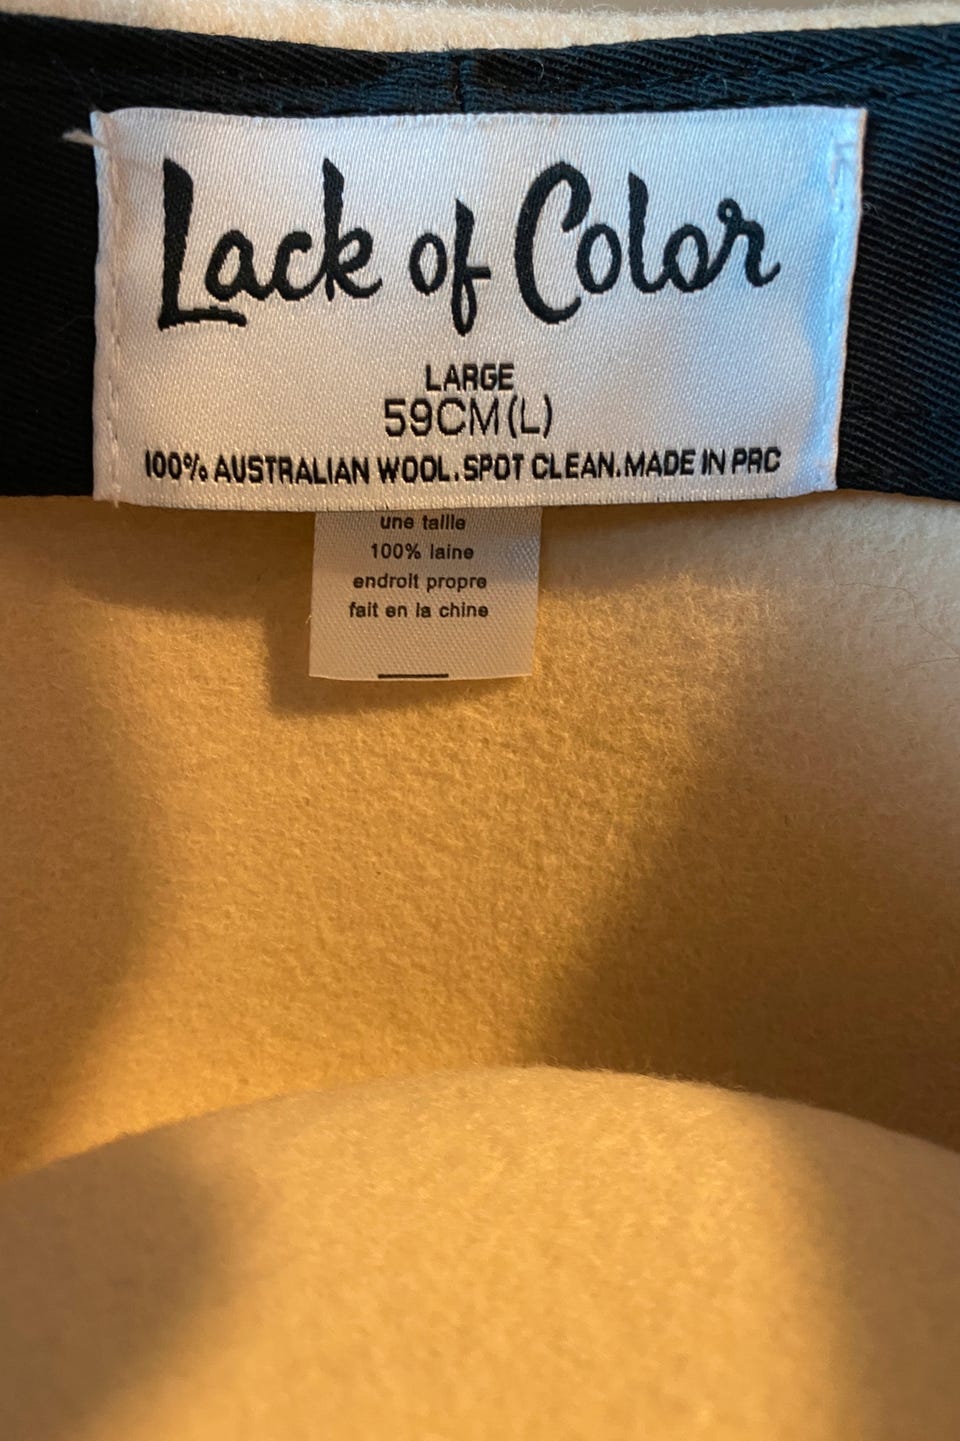 Lack of Color
LARGE
59CM(L)
100% AUSTRALIAN WOOL.SPOT CLEAN.MADE IN PRC
une taille
100% laine
endroit propre
fait en la chine